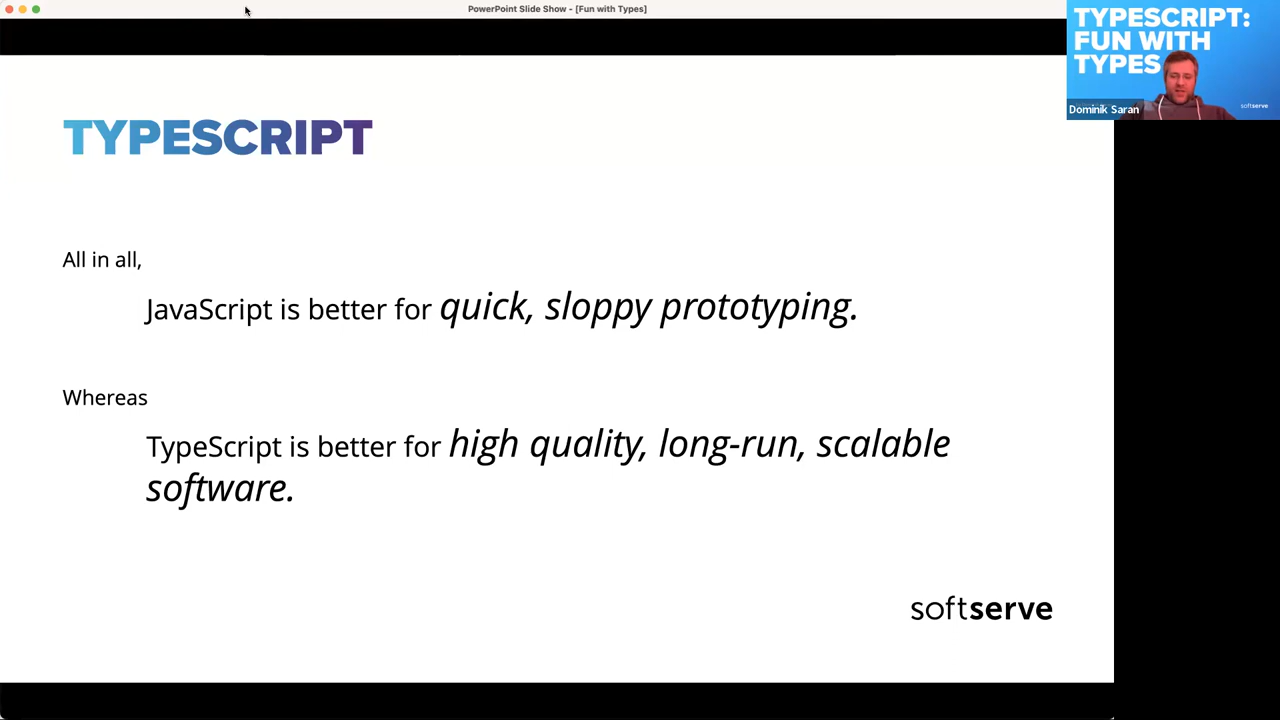 PowerPoint Slide Show - [Fun with Types]
TYPESCRIPT:
FUN WITH
TYPES
Dominik Saran
softserve
TYPESCRIPT
All in all,
JavaScript is better for quick, sloppy prototyping.
Whereas
TypeScript is better for high quality, long-run, scalable
software.
softserve